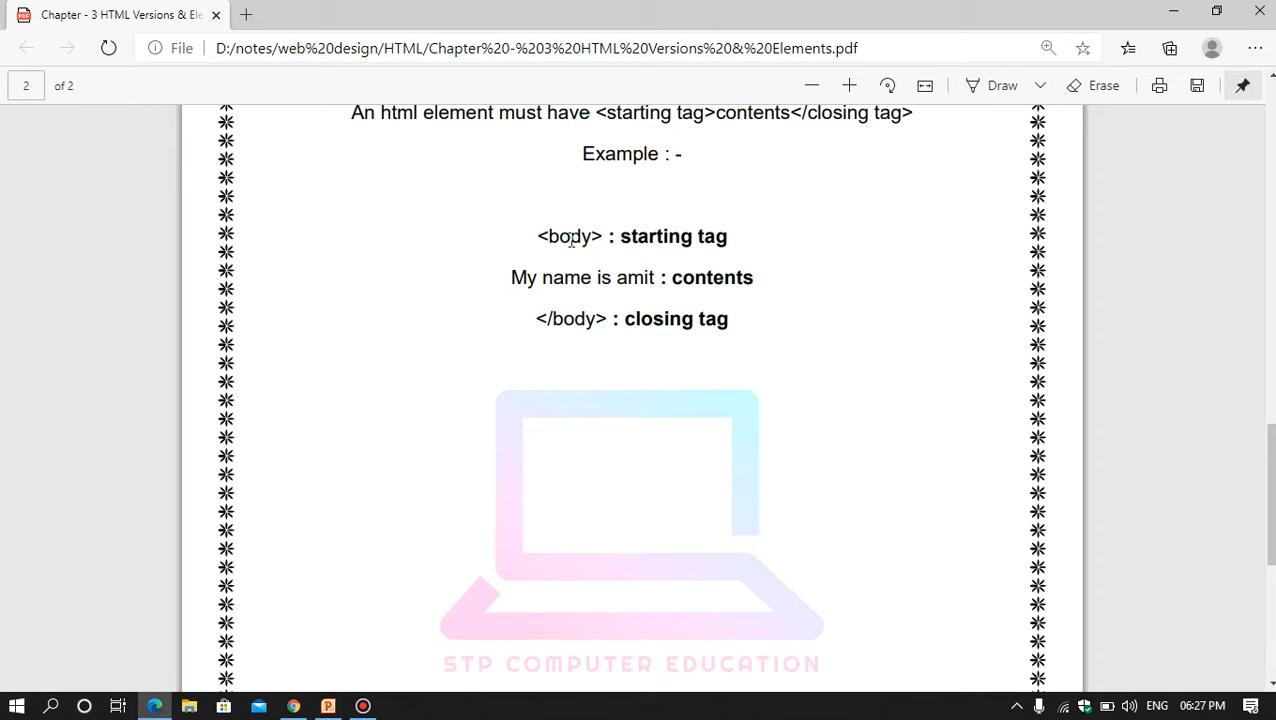 Chapter - 3 HTML Versions & Ele
File
D:/notes/web%20design/HTML/Chapter%20-%203%20HTML%20Versions%20&%20Elements.pdf
2 of 2
Draw
Erase
An html element must have <starting tag>contents</closing tag>
Example : -
<body> : starting tag
My name is amit : contents
</body> : closing tag
STP COMPUTER EDUCATION
ENG
06:27 PM